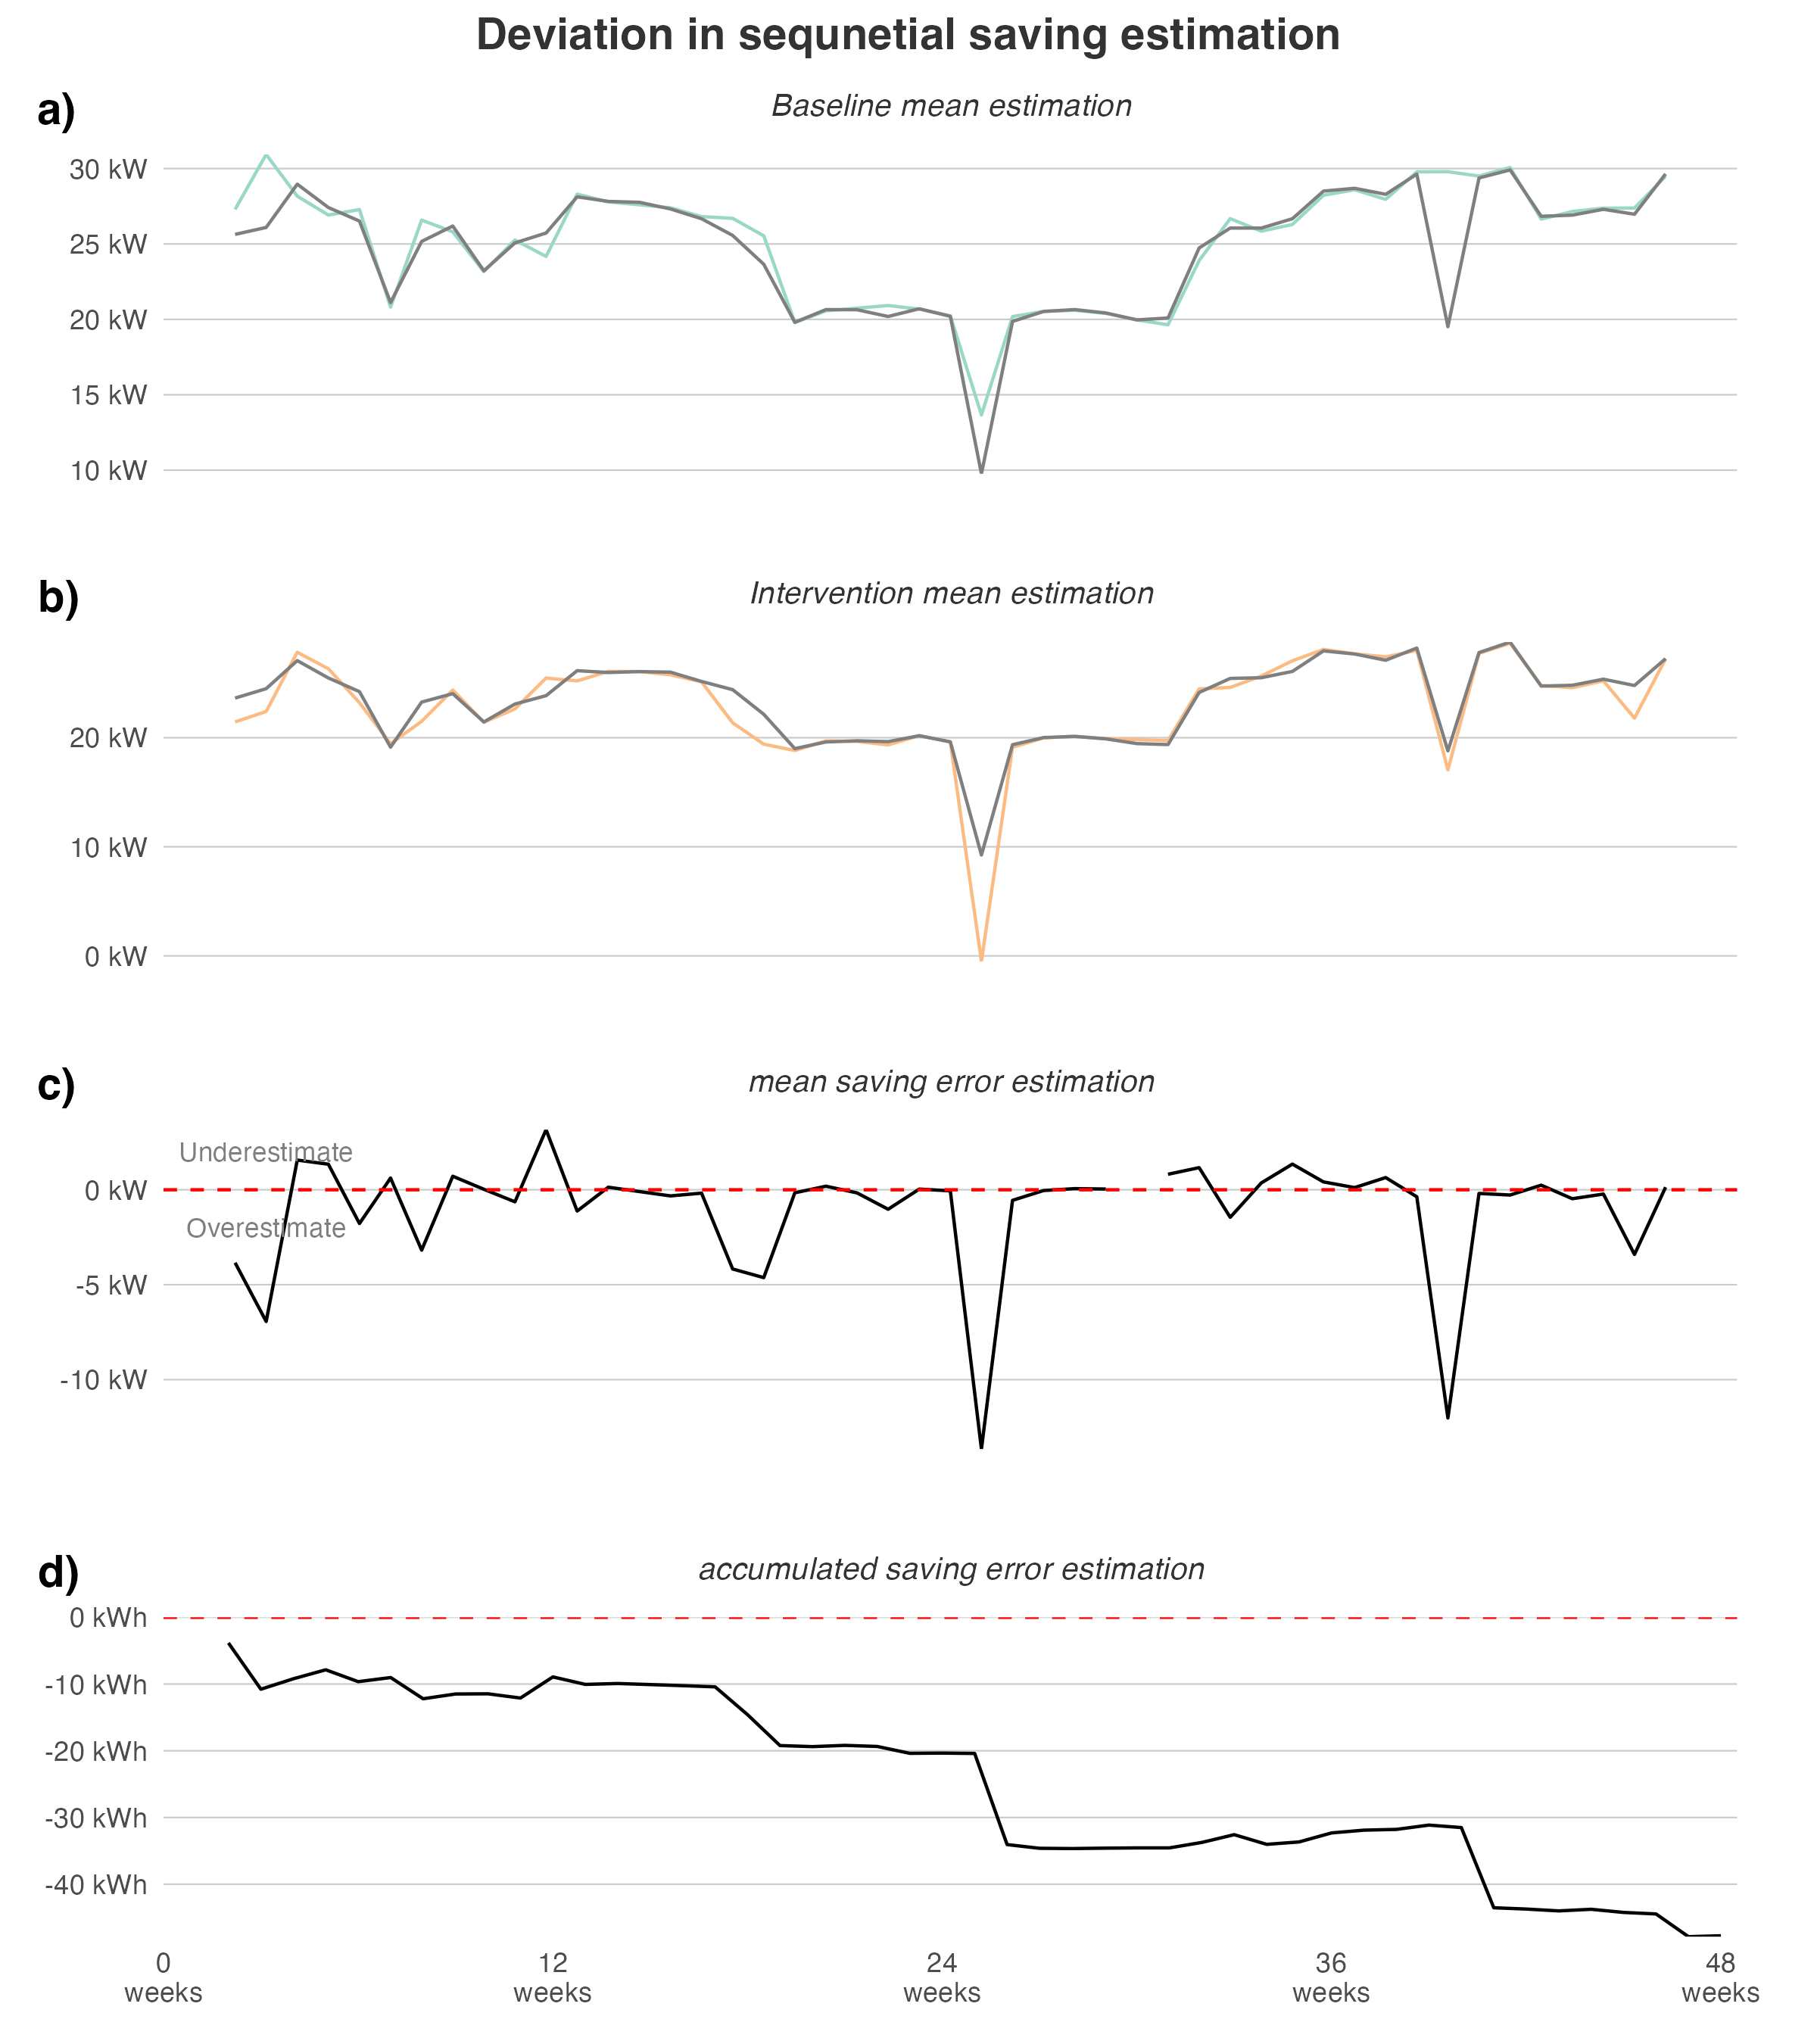 Deviation in sequnetial saving estimation
a)
Baseline mean estimation
30 kW
25 kW
20 kW
15 kW
10 kW
b)
Intervention mean estimation
20 kW
10 kW
0 kW
c)
mean saving error estimation
Underestimate
0 kW
Overestimate
-5 kW
-10 kW
d)
accumulated saving error estimation
0 kWh
-10 kWh
-20 kWh
-30 kWh
-40 kWh
0 12 24 36 48
weeks weeks weeks weeks weeks